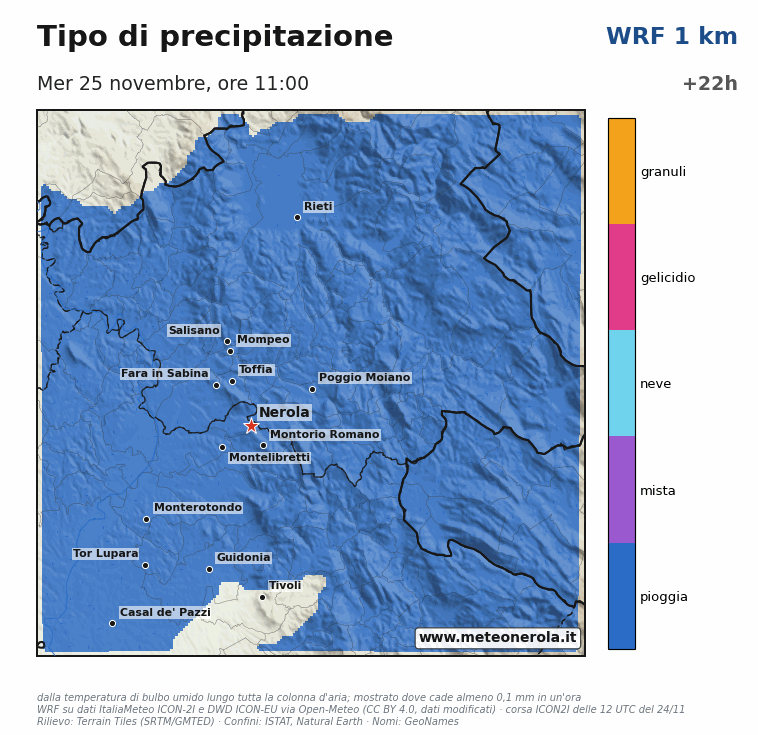 Tipo di precipitazione
WRF 1 km
Mer 25 novembre, ore 11:00
+22h
granuli
Rieti
gelicidio
Salisano
Mompeo
Toffia
Fara in Sabina
Poggio Moiano
neve
Nerola
Montorio Romano
Montelibretti
mista
Monterotondo
Tor Lupara
Guidonia
Tivoli
pioggia
Casal de' Pazzi
www.meteonerola.it
dalla temperatura di bulbo umido lungo tutta la colonna d'aria; mostrato dove cade almeno 0,1 mm in un'ora
WRF su dati ItaliaMeteo ICON-2I e DWD ICON-EU via Open-Meteo (CC BY 4.0, dati modificati) · corsa ICON2I delle 12 UTC del 24/11
Rilievo: Terrain Tiles (SRTM/GMTED) · Confini: ISTAT, Natural Earth · Nomi: GeoNames